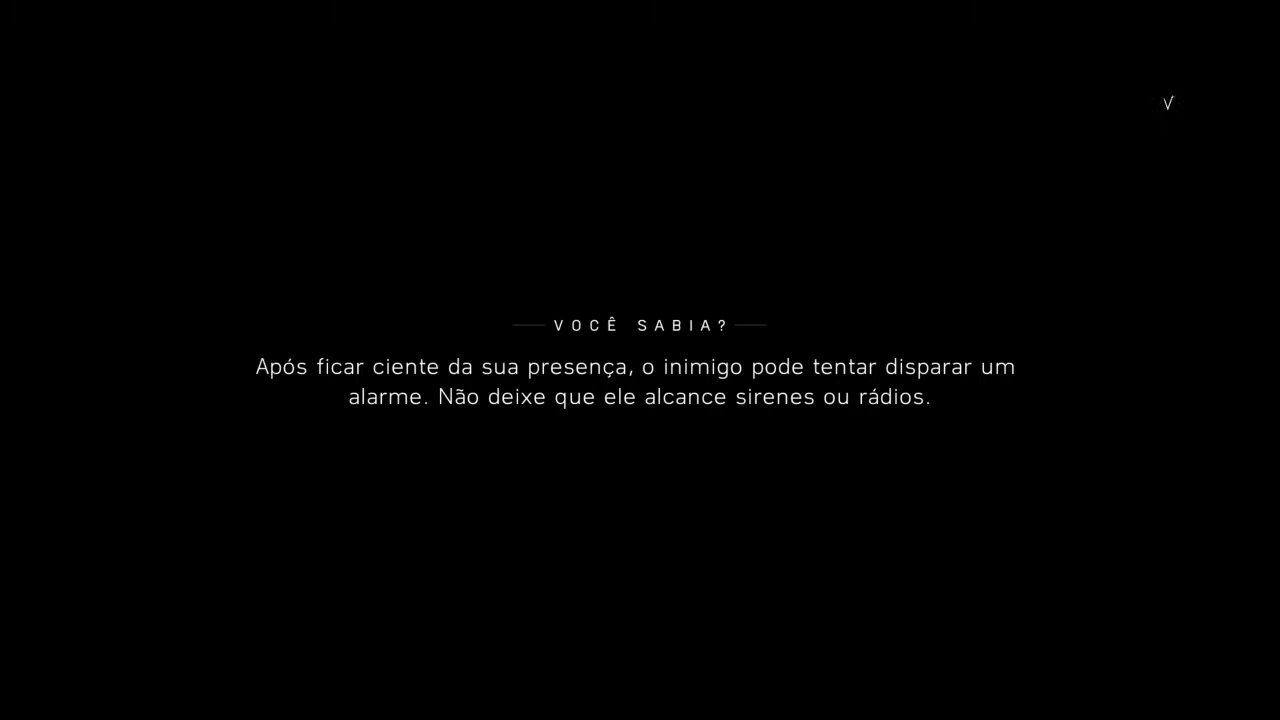 VOCÊ SABIA?
Após ficar ciente da sua presença, o inimigo pode tentar disparar um
alarme. Não deixe que ele alcance sirenes ou rádios.